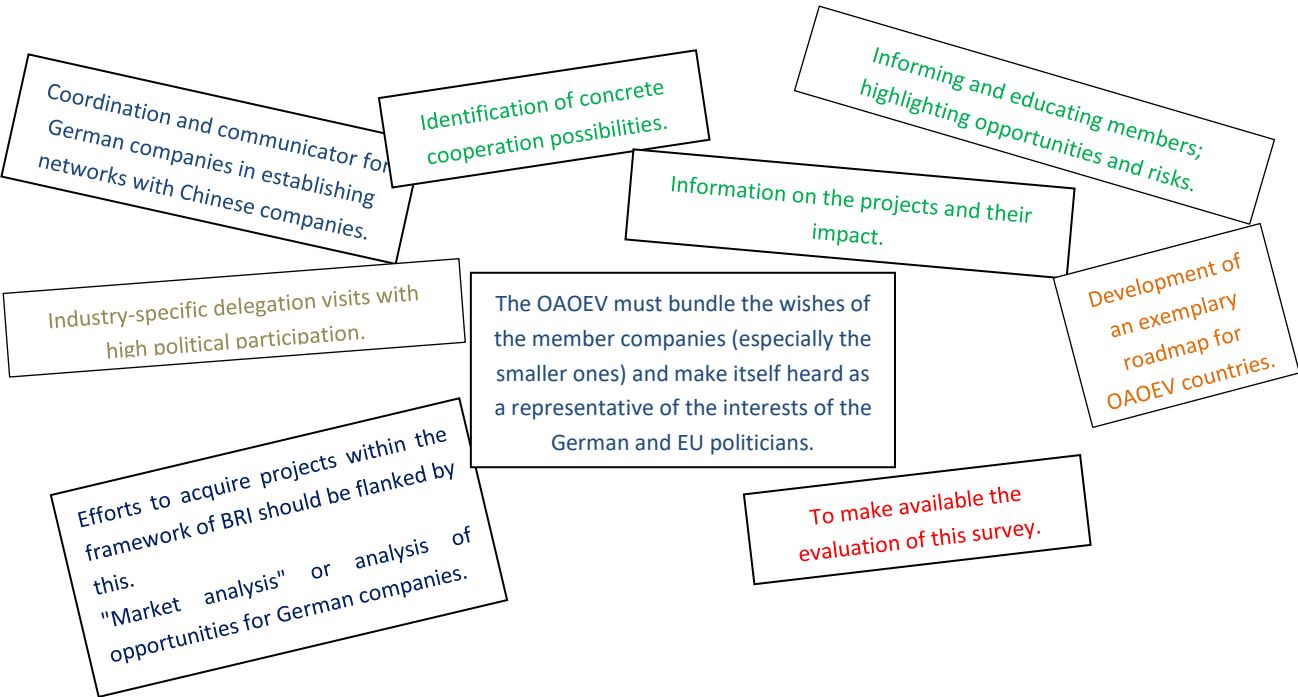 Coordination and communicator for
German companies in establishing
networks with Chinese companies.
Identification of concrete
cooperation possibilities.
Informing and educating members;
highlighting opportunities and risks.
Information on the projects and their
impact.
Industry-specific delegation visits with
high political participation.
The OAOEV must bundle the wishes of
the member companies (especially the
smaller ones) and make itself heard as
a representative of the interests of the
German and EU politicians.
Development of
an exemplary
roadmap for
OAOEV countries.
Efforts to acquire projects within the
framework of BRI should be flanked by
this.
"Market analysis" or analysis of
opportunities for German companies.
To make available the
evaluation of this survey.